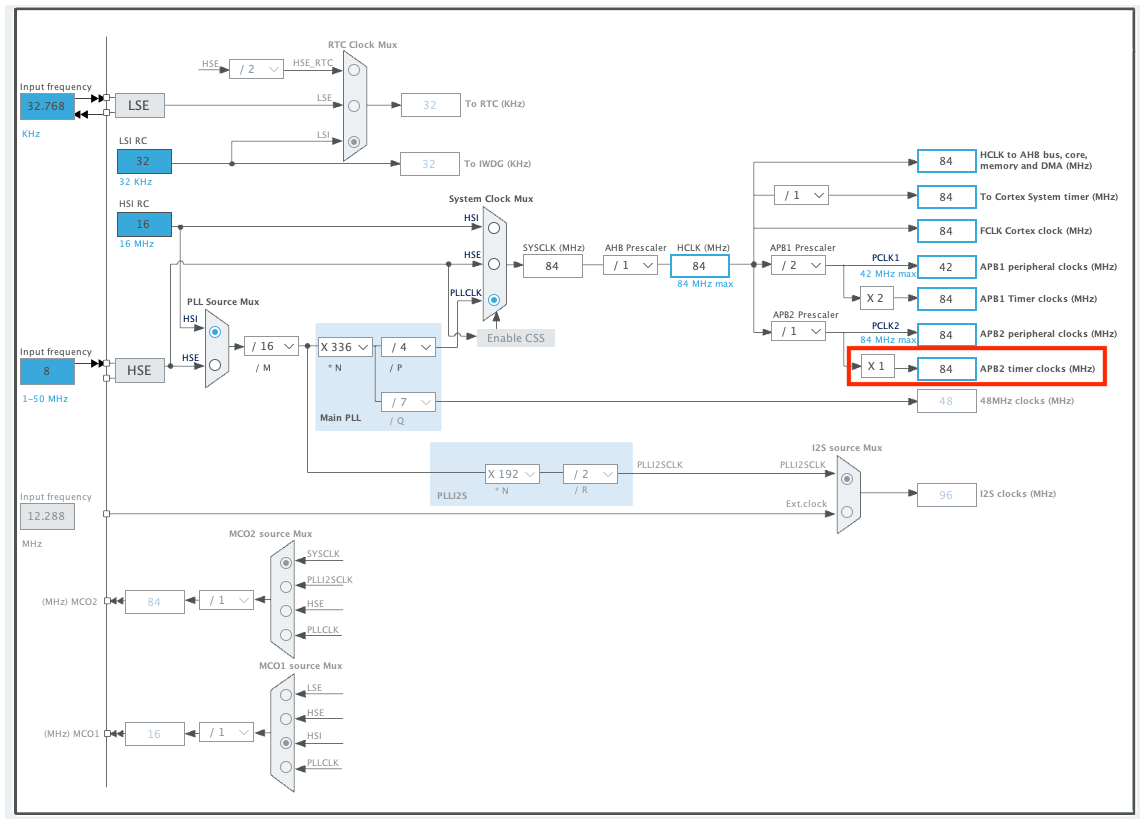 RTC Clock Mux
HSE
/ 2
HSE_RTC
Input frequency
32.768
KHz
LSE
LSE
32
To RTC (KHz)
LSI RC
32
32 KHz
LSI
32
To IWDG (KHz)
HSI RC
16
16 MHz
System Clock Mux
HSI
HSE
PLLCLK
SYSCLK (MHz)
84
AHB Prescaler
/ 1
HCLK (MHz)
84
84 MHz max
Enable CSS
84
HCLK to AHB bus, core,
memory and DMA (MHz)
/ 1
84
To Cortex System timer (MHz)
84
FCLK Cortex clock (MHz)
APB1 Prescaler
/ 2
PCLK1
42 MHz max
42
APB1 peripheral clocks (MHz)
X 2
84
APB1 Timer clocks (MHz)
APB2 Prescaler
/ 1
PCLK2
84 MHz max
84
APB2 peripheral clocks (MHz)
X 1
84
APB2 timer clocks (MHz)
PLL Source Mux
HSI
HSE
Input frequency
8
1-50 MHz
HSE
/ 16
/ M
X 336
* N
/ 4
/ P
/ 7
/ Q
Main PLL
48
48MHz clocks (MHz)
X 192
* N
/ 2
/ R
PLLI2S
PLLI2SCLK
I2S source Mux
PLLI2SCLK
Ext.clock
96
I2S clocks (MHz)
Input frequency
12.288
MHz
MCO2 source Mux
SYSCLK
PLLI2SCLK
HSE
PLLCLK
(MHz) MCO2
84
/ 1
MCO1 source Mux
LSE
HSE
HSI
PLLCLK
(MHz) MCO1
16
/ 1